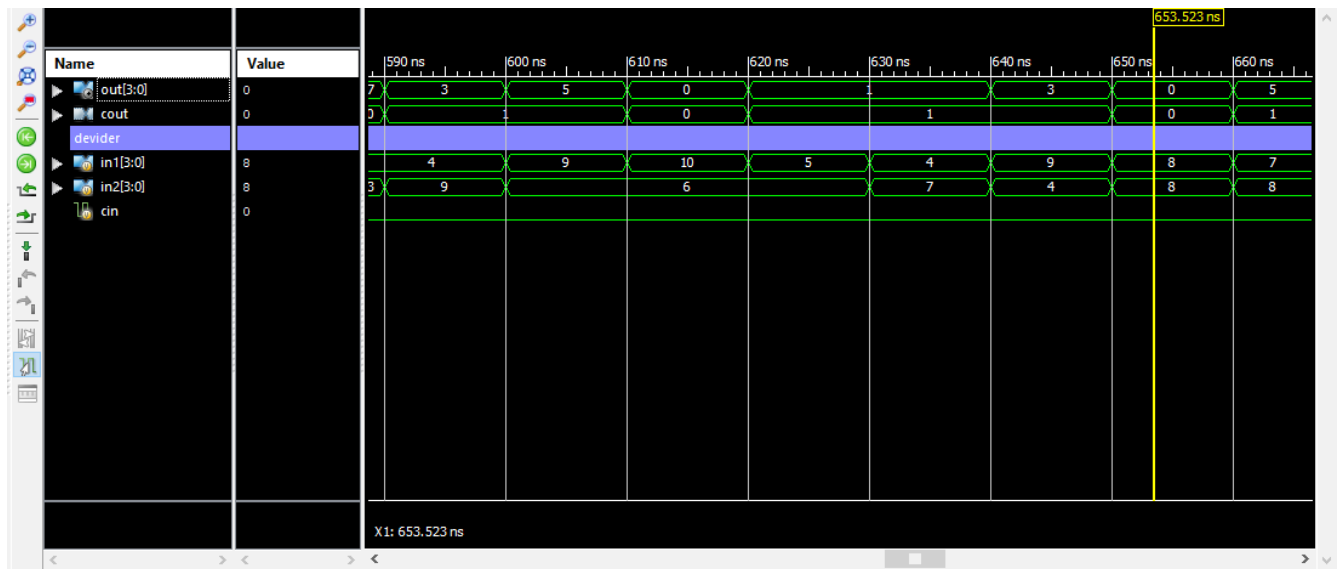 653.523 ns
Name Value
590 ns 600 ns 610 ns 620 ns 630 ns 640 ns 650 ns 660 ns
out[3:0] 0 7 3 5 0 1 3 0 5
cout 0 0 1 0 1 0 1
devider
in1[3:0] 8 4 9 10 5 4 9 8 7
in2[3:0] 8 3 9 6 7 4 8 8
cin 0
X1: 653.523 ns